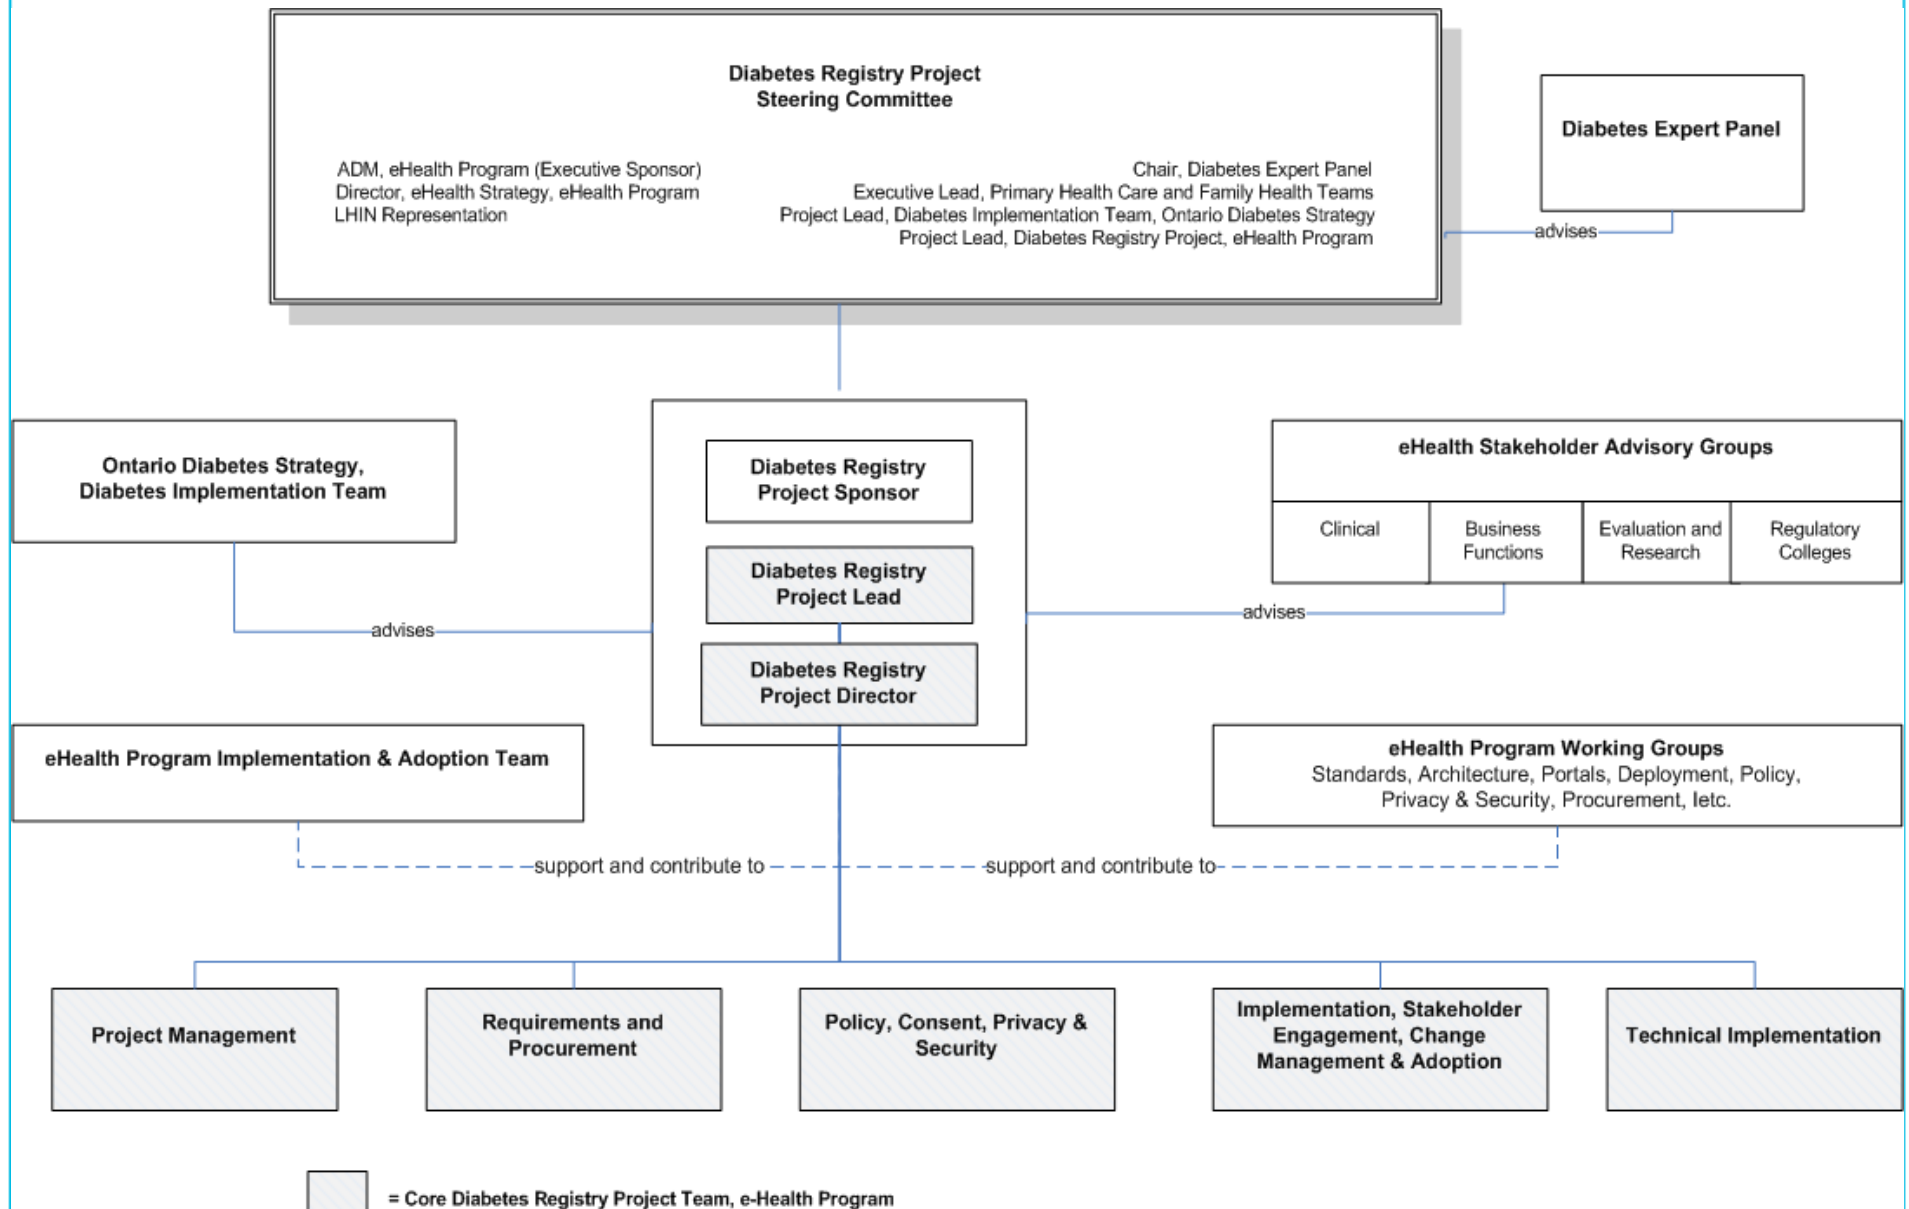 Diabetes Registry Project
Steering Committee
ADM, eHealth Program (Executive Sponsor)
Director, eHealth Strategy, eHealth Program
LHIN Representation
Chair, Diabetes Expert Panel
Executive Lead, Primary Health Care and Family Health Teams
Project Lead, Diabetes Implementation Team, Ontario Diabetes Strategy
Project Lead, Diabetes Registry Project, eHealth Program
Diabetes Expert Panel
advises
Ontario Diabetes Strategy,
Diabetes Implementation Team
advises
Diabetes Registry
Project Sponsor
Diabetes Registry
Project Lead
Diabetes Registry
Project Director
eHealth Stakeholder Advisory Groups
Clinical
Business
Functions
Evaluation and
Research
Regulatory
Colleges
advises
eHealth Program Implementation & Adoption Team
eHealth Program Working Groups
Standards, Architecture, Portals, Deployment, Policy,
Privacy & Security, Procurement, Ietc.
support and contribute to
support and contribute to
Project Management
Requirements and
Procurement
Policy, Consent, Privacy &
Security
Implementation, Stakeholder
Engagement, Change
Management & Adoption
Technical Implementation
= Core Diabetes Registry Project Team, e-Health Program